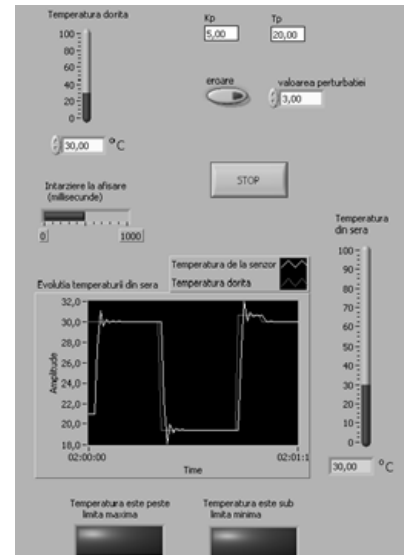 Temperatura dorita
100
80
60
40
20
0
30,00 °C
Kp
5,00
Tp
20,00
eroare
valoarea perturbatiei
3,00
STOP
Intarziere la afisare
(milisecunde)
0 1000
Temperatura
din sera
100
90
80
70
60
50
40
30
20
10
0
30,00 °C
Temperatura de la senzor
Temperatura dorita
Evolutia temperaturii din sera
Amplitude
32,0
30,0
28,0
26,0
24,0
22,0
20,0
18,0
02:00:00 02:01:1
Time
Temperatura este peste
limita maxima
Temperatura este sub
limita minima